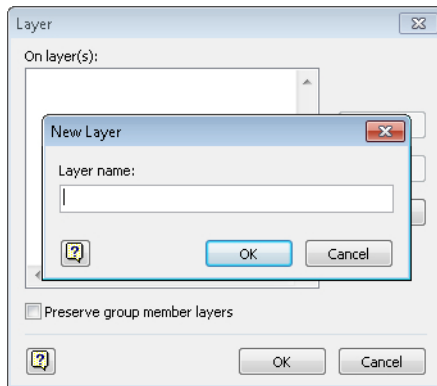 Layer
On layer(s):
New Layer
Layer name:
OK
Cancel
Preserve group member layers
OK
Cancel